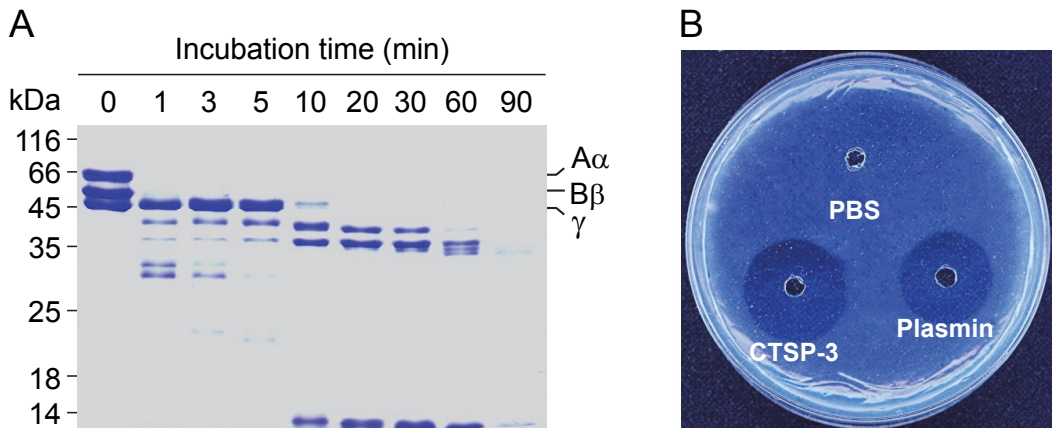 A
Incubation time (min)
kDa 0 1 3 5 10 20 30 60 90
116
66 Aα
Bβ
45 γ
35
25
18
14
B
PBS
CTSP-3
Plasmin